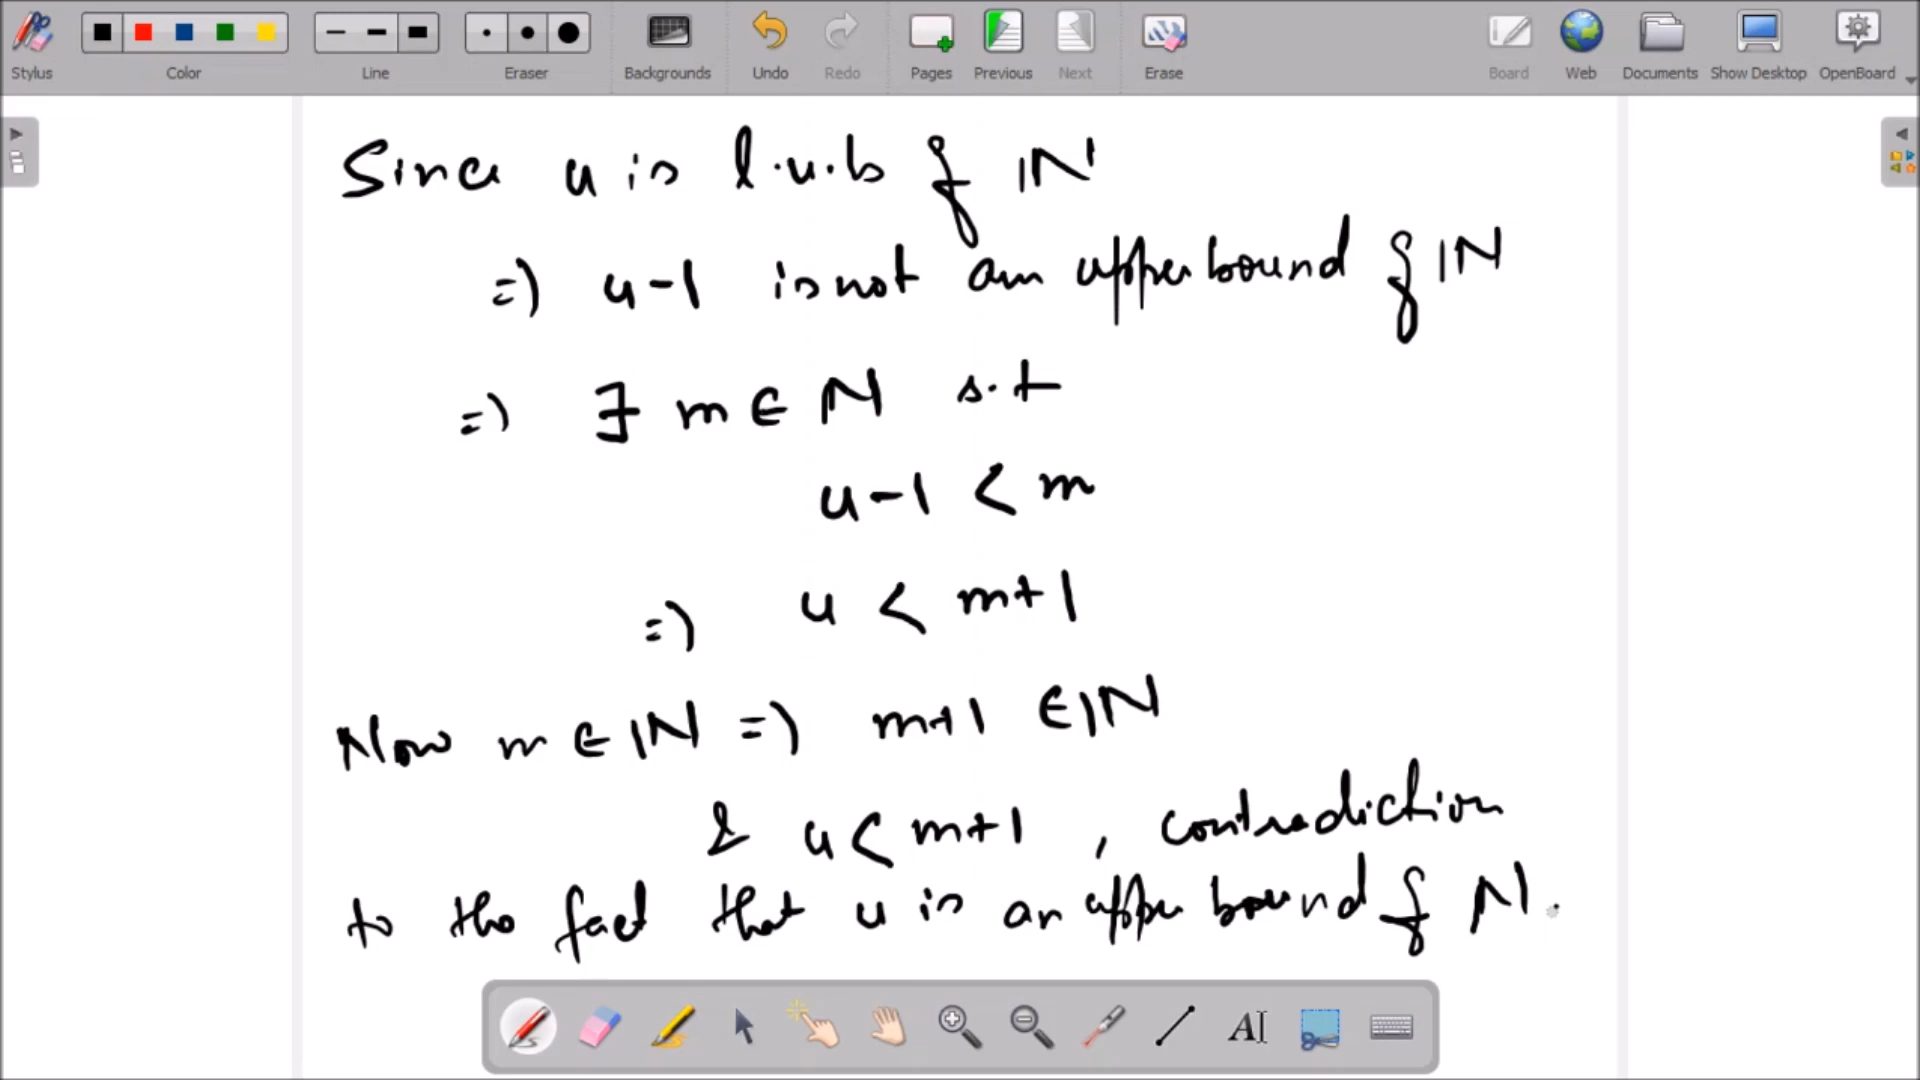 Stylus Color Line Eraser Backgrounds Undo Redo Pages Previous Next Erase Board Web Documents Show Desktop OpenBoard
Since u is l.u.b of IN
=) u-1 is not an upper bound of IN
=) ∃ m ∈ N s.t
u-1 < m
=) u < m+1
Now m ∈ IN =) m+1 ∈ IN
& u < m+1 , contradiction
to the fact that u is an upper bound of N.
AI